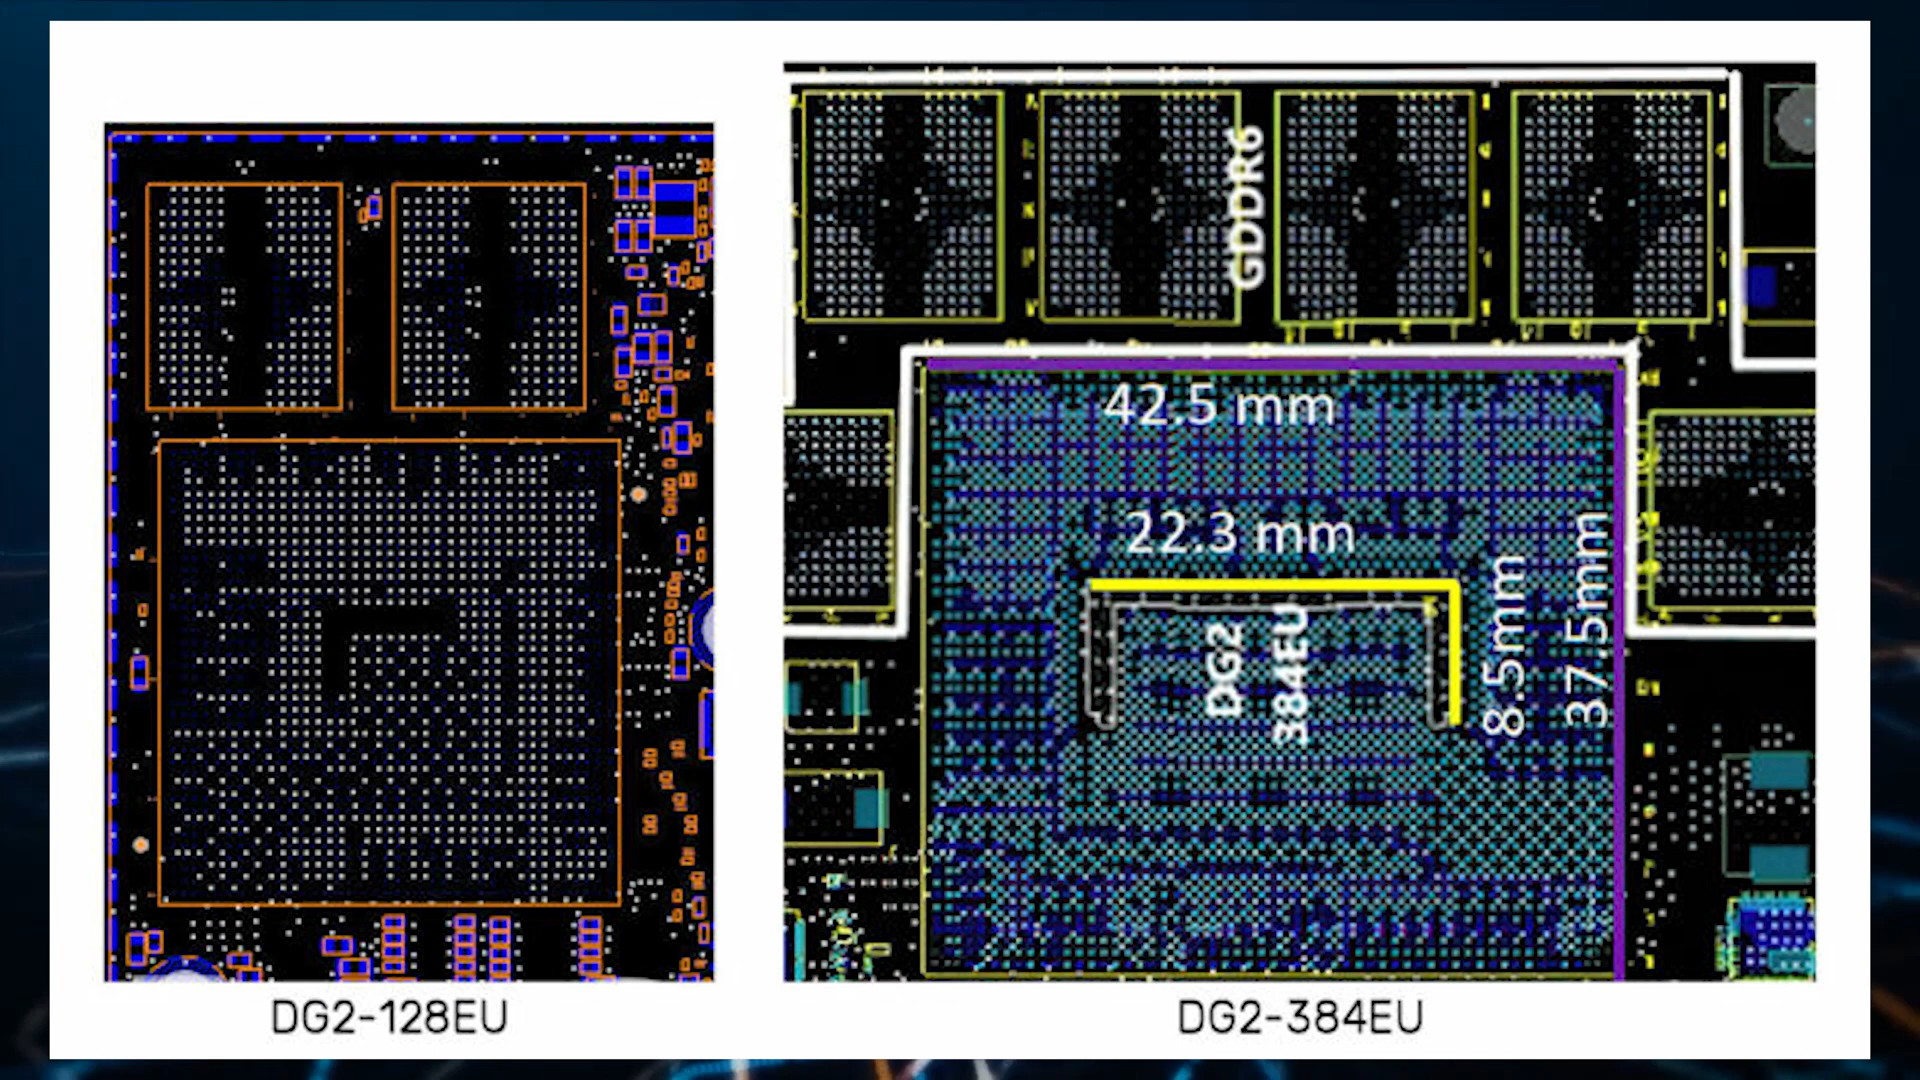 GDDR6
42.5 mm
22.3 mm
DG2
384EU
8.5mm
37.5mm
DG2-128EU
DG2-384EU